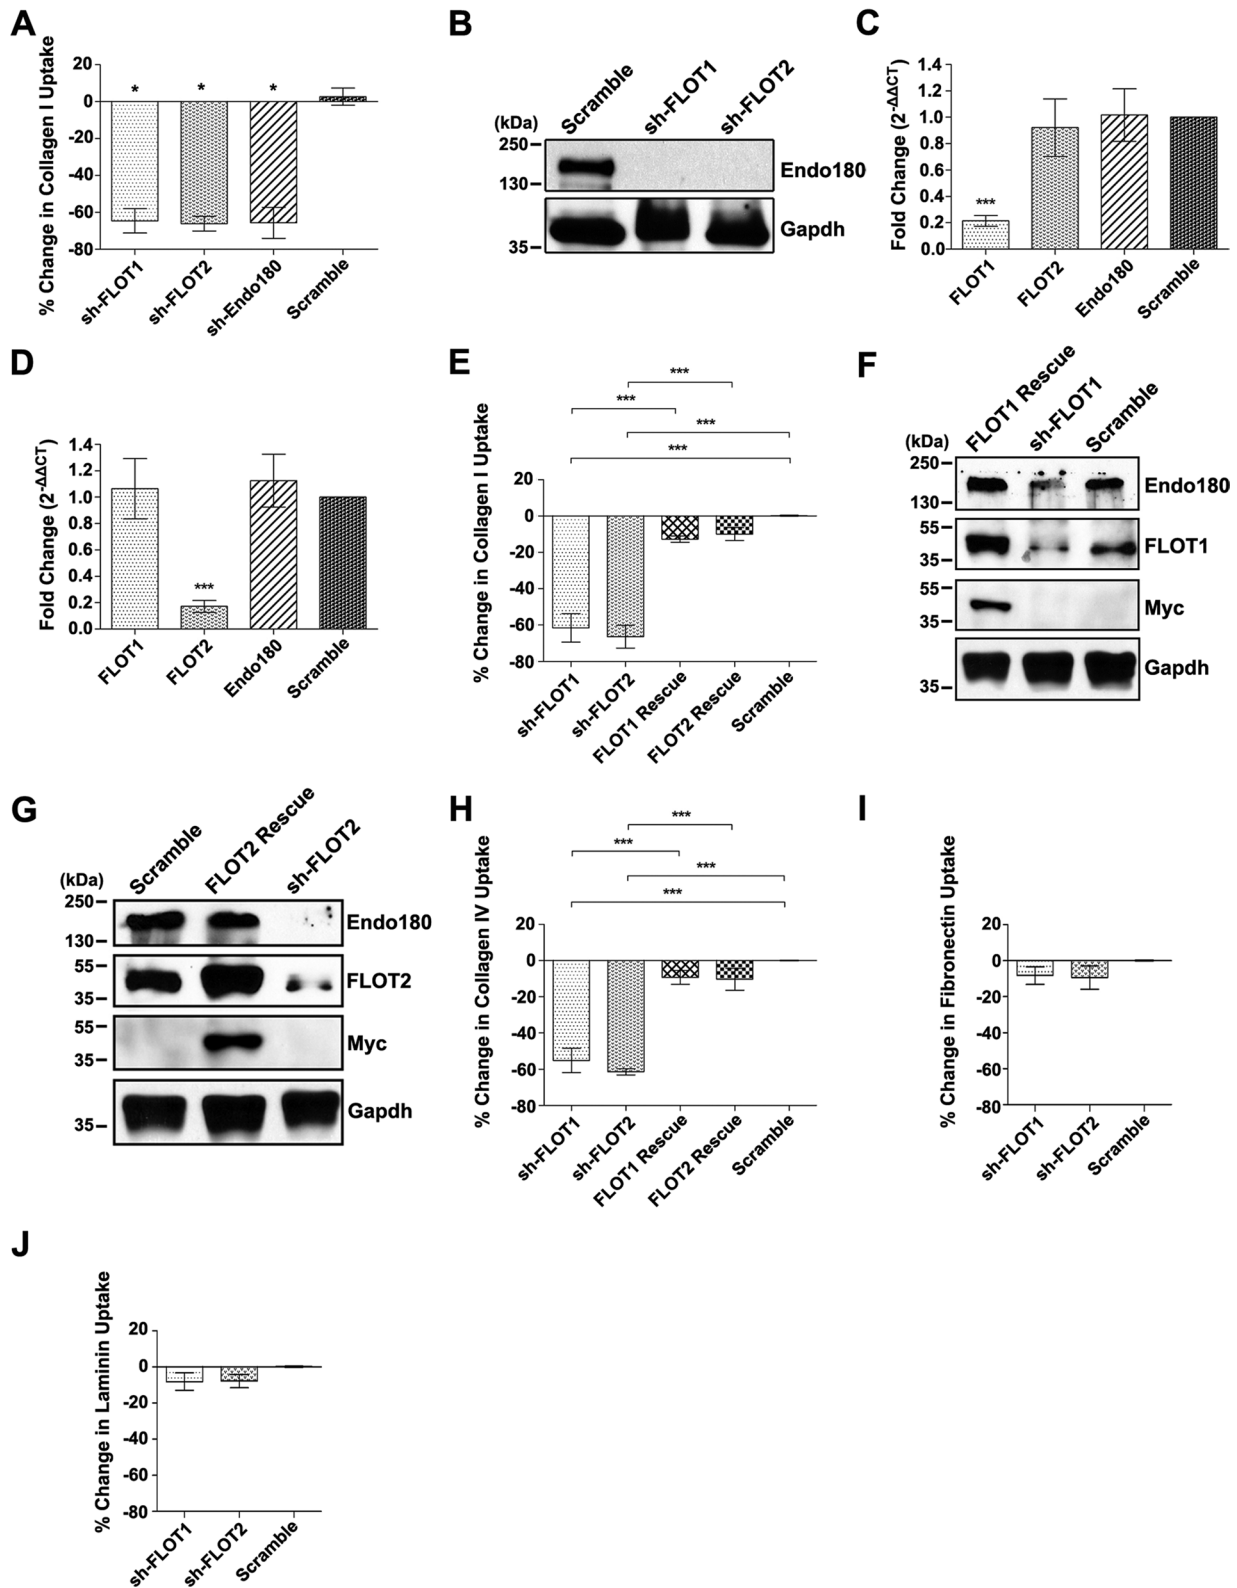 A
% Change in Collagen I Uptake
20
0
-20
-40
-60
-80
*
*
*
sh-FLOT1
sh-FLOT2
sh-Endo180
Scramble
B
(kDa)
Scramble
sh-FLOT1
sh-FLOT2
250
130
Endo180
35
Gapdh
C
Fold Change (2-ΔΔCT)
1.4
1.2
1.0
0.8
0.6
0.4
0.2
0.0
***
FLOT1
FLOT2
Endo180
Scramble
D
Fold Change (2-ΔΔCT)
1.4
1.2
1.0
0.8
0.6
0.4
0.2
0.0
***
FLOT1
FLOT2
Endo180
Scramble
E
% Change in Collagen I Uptake
***
***
***
***
20
0
-20
-40
-60
-80
sh-FLOT1
sh-FLOT2
FLOT1 Rescue
FLOT2 Rescue
Scramble
F
(kDa)
FLOT1 Rescue
sh-FLOT1
Scramble
250
130
Endo180
55
35
FLOT1
55
35
Myc
35
Gapdh
G
(kDa)
Scramble
FLOT2 Rescue
sh-FLOT2
250
130
Endo180
55
35
FLOT2
55
35
Myc
35
Gapdh
H
% Change in Collagen IV Uptake
***
***
***
***
20
0
-20
-40
-60
-80
sh-FLOT1
sh-FLOT2
FLOT1 Rescue
FLOT2 Rescue
Scramble
I
% Change in Fibronectin Uptake
20
0
-20
-40
-60
-80
sh-FLOT1
sh-FLOT2
Scramble
J
% Change in Laminin Uptake
20
0
-20
-40
-60
-80
sh-FLOT1
sh-FLOT2
Scramble